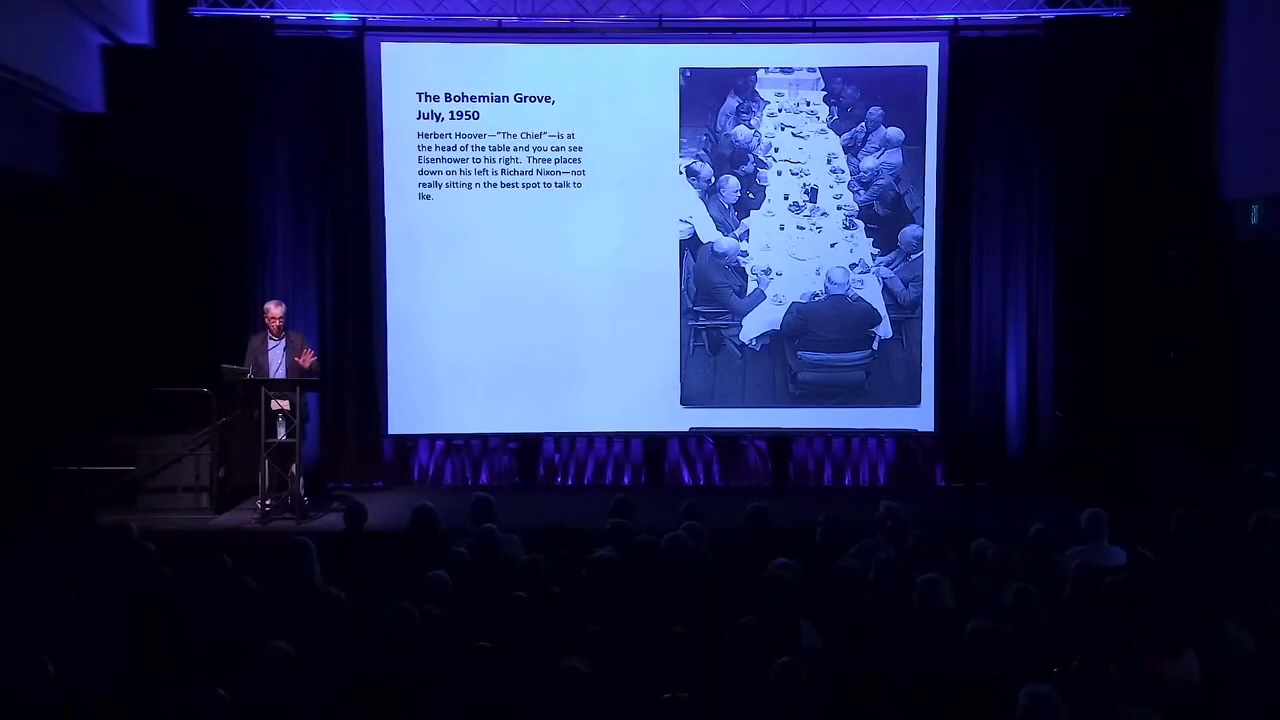 The Bohemian Grove,
July, 1950
Herbert Hoover—"The Chief"—is at
the head of the table and you can see
Eisenhower to his right.  Three places
down on his left is Richard Nixon—not
really sitting n the best spot to talk to
Ike.